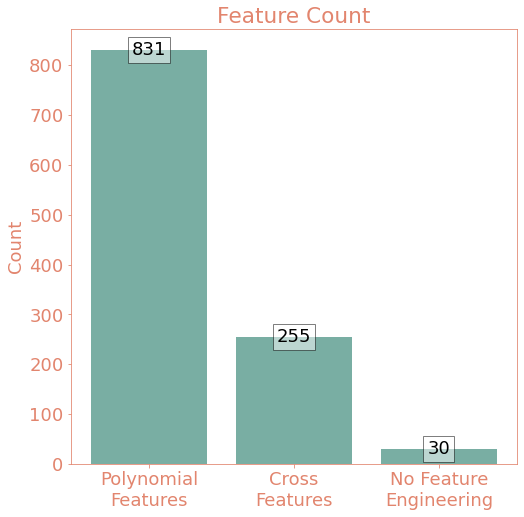 Feature Count
Count
800
700
600
500
400
300
200
100
0
831
255
30
Polynomial
Features
Cross
Features
No Feature
Engineering